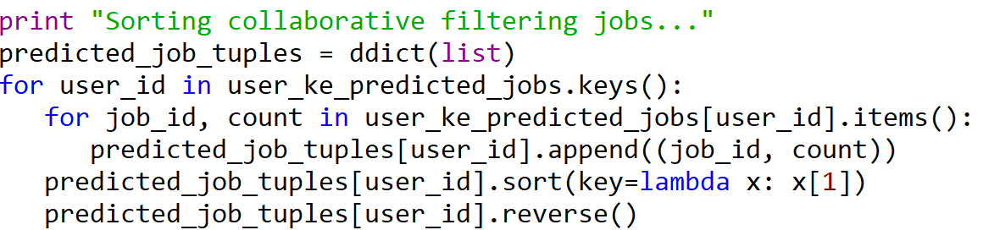 print "Sorting collaborative filtering jobs..."
predicted_job_tuples = ddict(list)
for user_id in user_ke_predicted_jobs.keys():
   for job_id, count in user_ke_predicted_jobs[user_id].items():
      predicted_job_tuples[user_id].append((job_id, count))
   predicted_job_tuples[user_id].sort(key=lambda x: x[1])
   predicted_job_tuples[user_id].reverse()